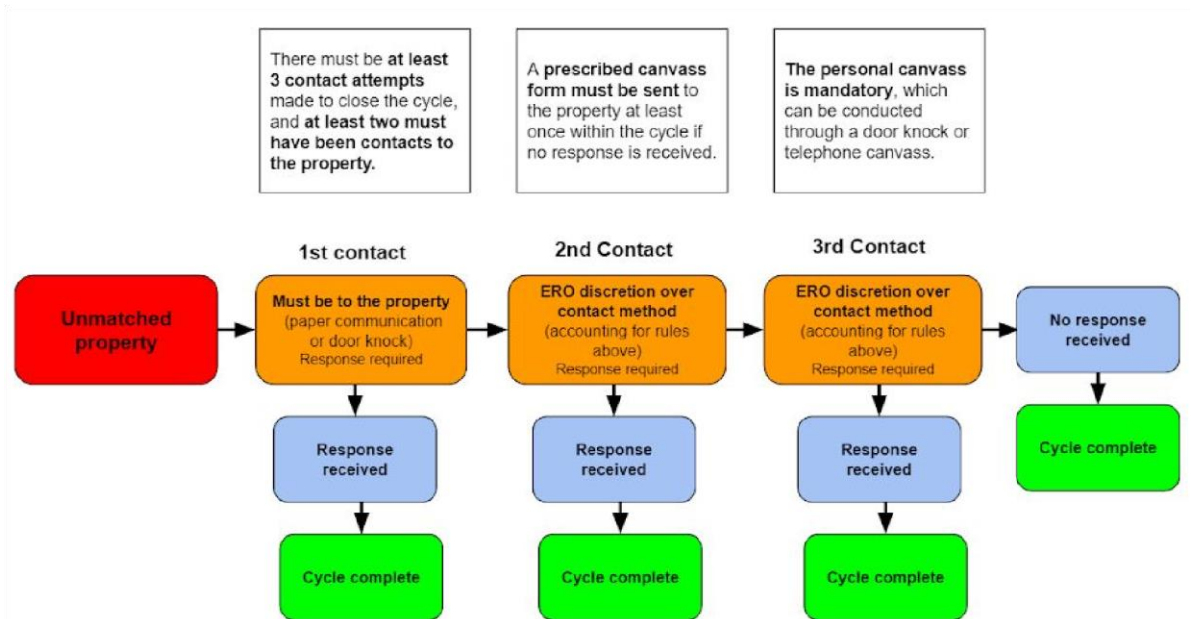 There must be at least
3 contact attempts
made to close the cycle,
and at least two must
have been contacts to
the property.
A prescribed canvass
form must be sent to
the property at least
once within the cycle if
no response is received.
The personal canvass
is mandatory, which
can be conducted
through a door knock or
telephone canvass.
1st contact
2nd Contact
3rd Contact
Unmatched
property
Must be to the property
(paper communication
or door knock)
Response required
ERO discretion over
contact method
(accounting for rules
above)
Response required
ERO discretion over
contact method
(accounting for rules
above)
Response required
No response
received
Response
received
Response
received
Response
received
Cycle complete
Cycle complete
Cycle complete
Cycle complete